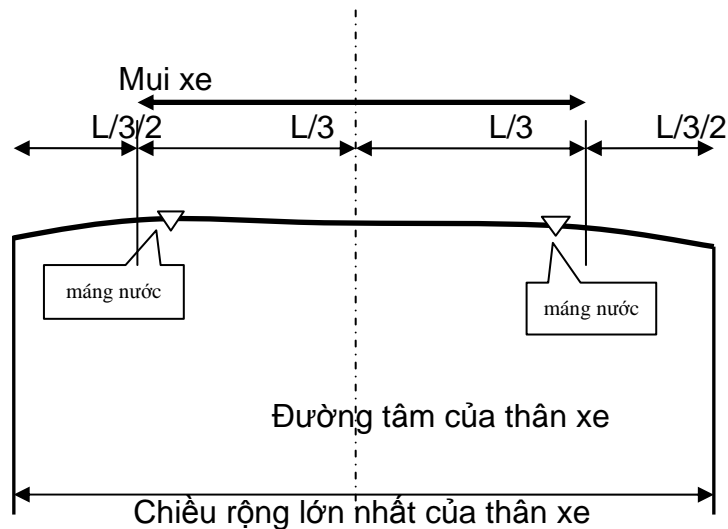 Mui xe
L/3/2 L/3 L/3 L/3/2
máng nước máng nước
Đường tâm của thân xe
Chiều rộng lớn nhất của thân xe